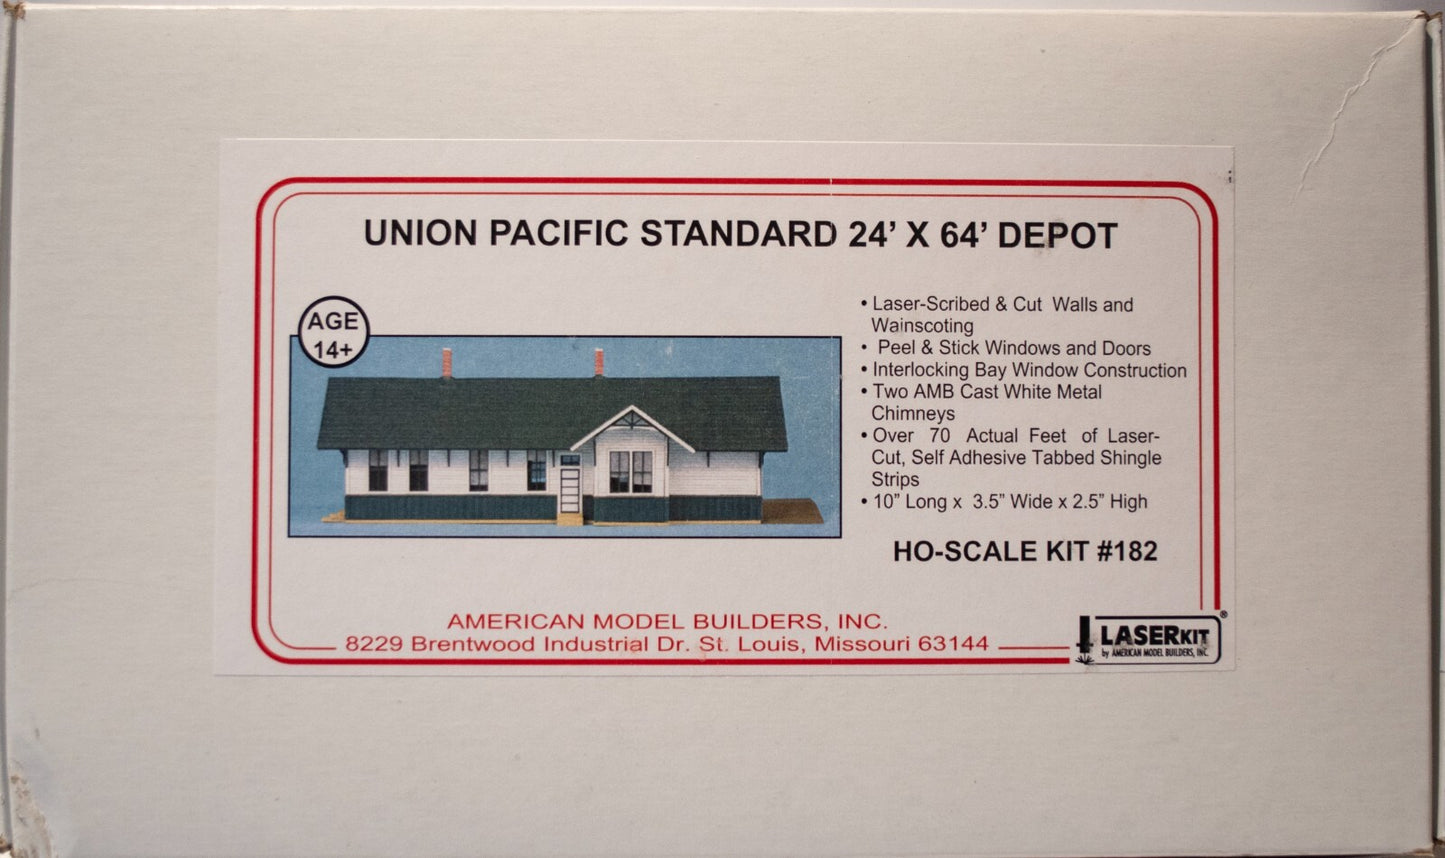 UNION PACIFIC STANDARD 24’ X 64’ DEPOT
AGE
14+
• Laser-Scribed & Cut Walls and
Wainscoting
• Peel & Stick Windows and Doors
• Interlocking Bay Window Construction
• Two AMB Cast White Metal
Chimneys
• Over 70 Actual Feet of Laser-
Cut, Self Adhesive Tabbed Shingle
Strips
• 10” Long x 3.5” Wide x 2.5” High
HO-SCALE KIT #182
AMERICAN MODEL BUILDERS, INC.
8229 Brentwood Industrial Dr. St. Louis, Missouri 63144
LASERKIT®
by AMERICAN MODEL BUILDERS, INC.